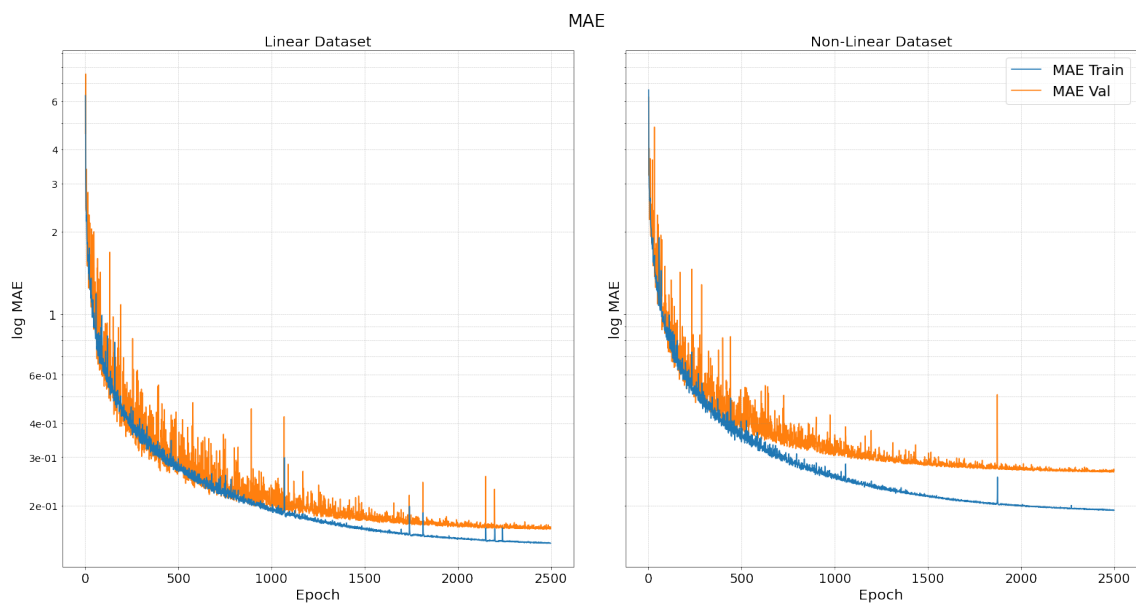 MAE
Linear Dataset
Non-Linear Dataset
MAE Train
MAE Val
log MAE
6
4
3
2
1
6e-01
4e-01
3e-01
2e-01
log MAE
0 500 1000 1500 2000 2500
0 500 1000 1500 2000 2500
Epoch
Epoch